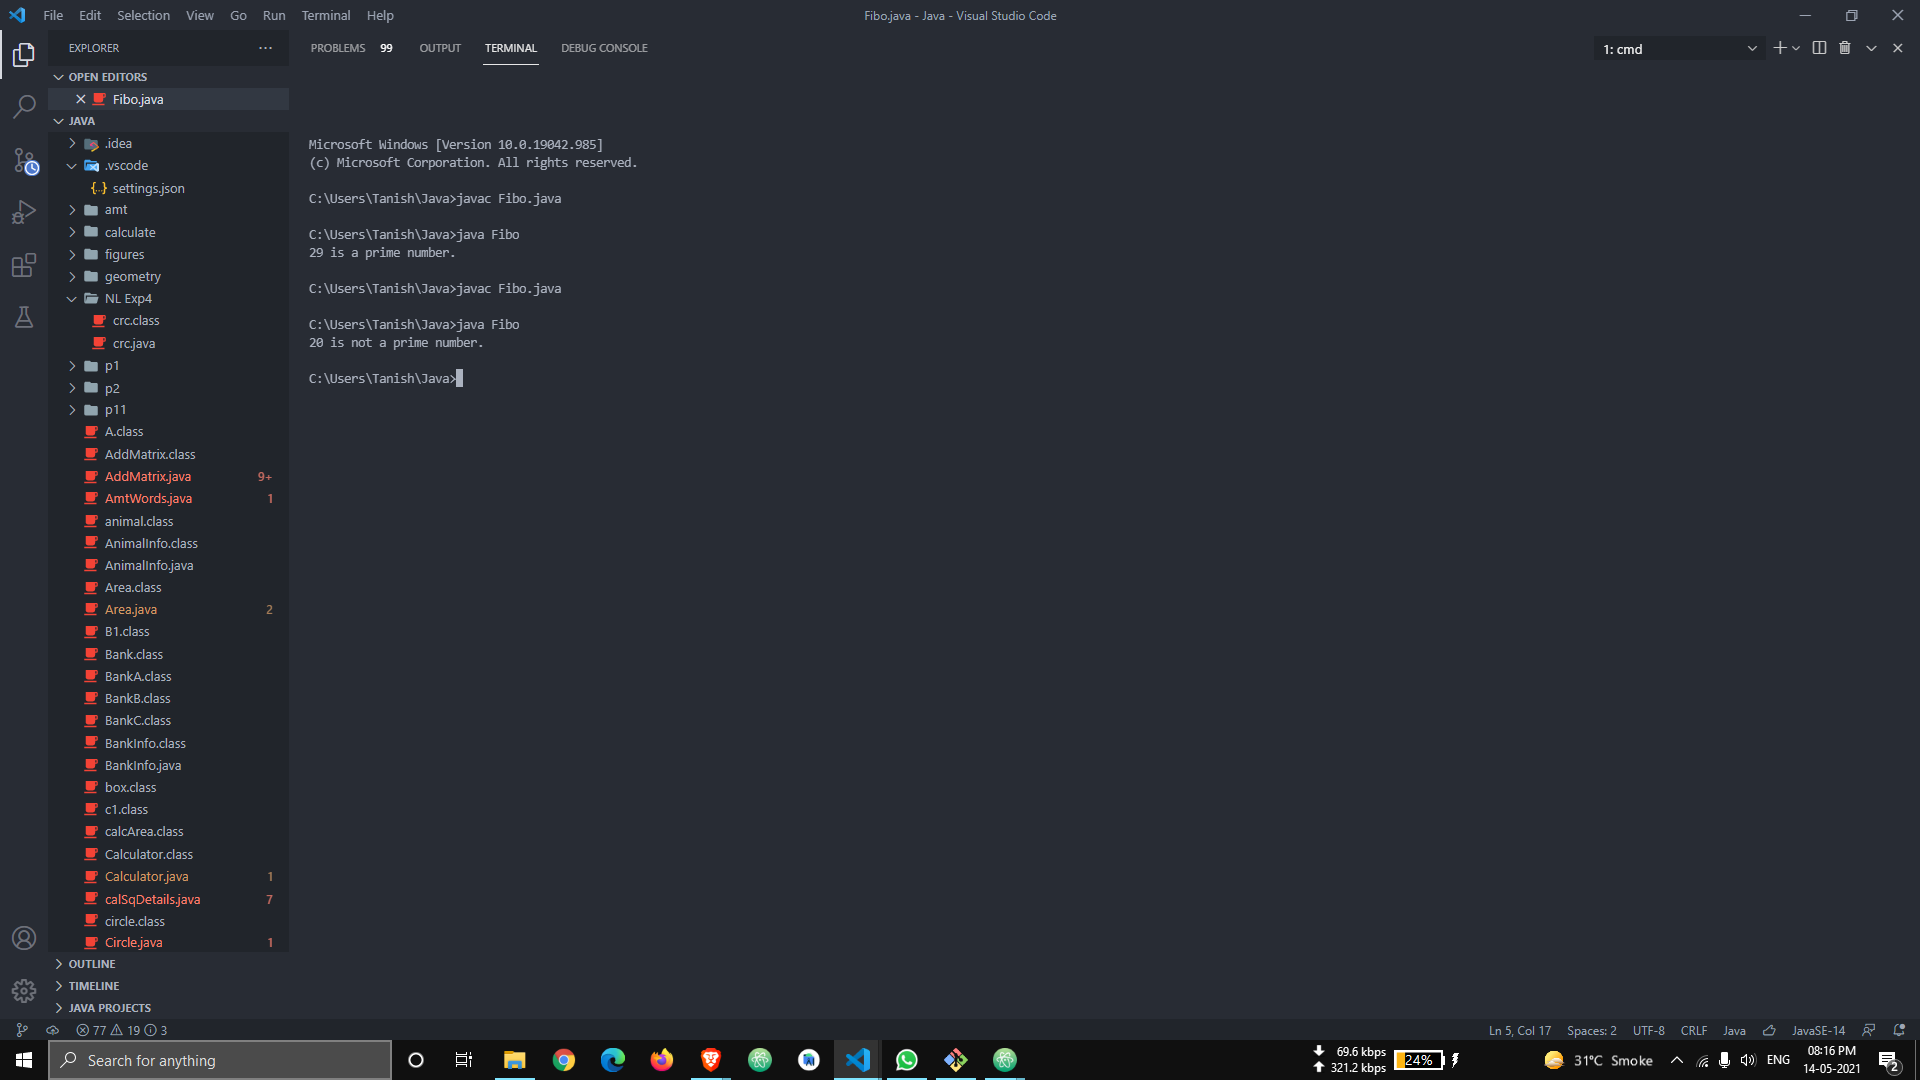 File Edit Selection View Go Run Terminal Help
Fibo.java - Java - Visual Studio Code
EXPLORER
OPEN EDITORS
Fibo.java
JAVA
.idea
.vscode
{..} settings.json
amt
calculate
figures
geometry
NL Exp4
crc.class
crc.java
p1
p2
p11
A.class
AddMatrix.class
AddMatrix.java 9+
AmtWords.java 1
animal.class
AnimalInfo.class
AnimalInfo.java
Area.class
Area.java 2
B1.class
Bank.class
BankA.class
BankB.class
BankC.class
BankInfo.class
BankInfo.java
box.class
c1.class
calcArea.class
Calculator.class
Calculator.java 1
calSqDetails.java 7
circle.class
Circle.java 1
OUTLINE
TIMELINE
JAVA PROJECTS
PROBLEMS 99 OUTPUT TERMINAL DEBUG CONSOLE
1: cmd
Microsoft Windows [Version 10.0.19042.985]
(c) Microsoft Corporation. All rights reserved.
C:\Users\Tanish\Java>javac Fibo.java
C:\Users\Tanish\Java>java Fibo
29 is a prime number.
C:\Users\Tanish\Java>javac Fibo.java
C:\Users\Tanish\Java>java Fibo
20 is not a prime number.
C:\Users\Tanish\Java>
77 19 3
Ln 5, Col 17 Spaces: 2 UTF-8 CRLF Java JavaSE-14
Search for anything
69.6 kbps
321.2 kbps
24%
31°C Smoke
ENG
08:16 PM
14-05-2021
2